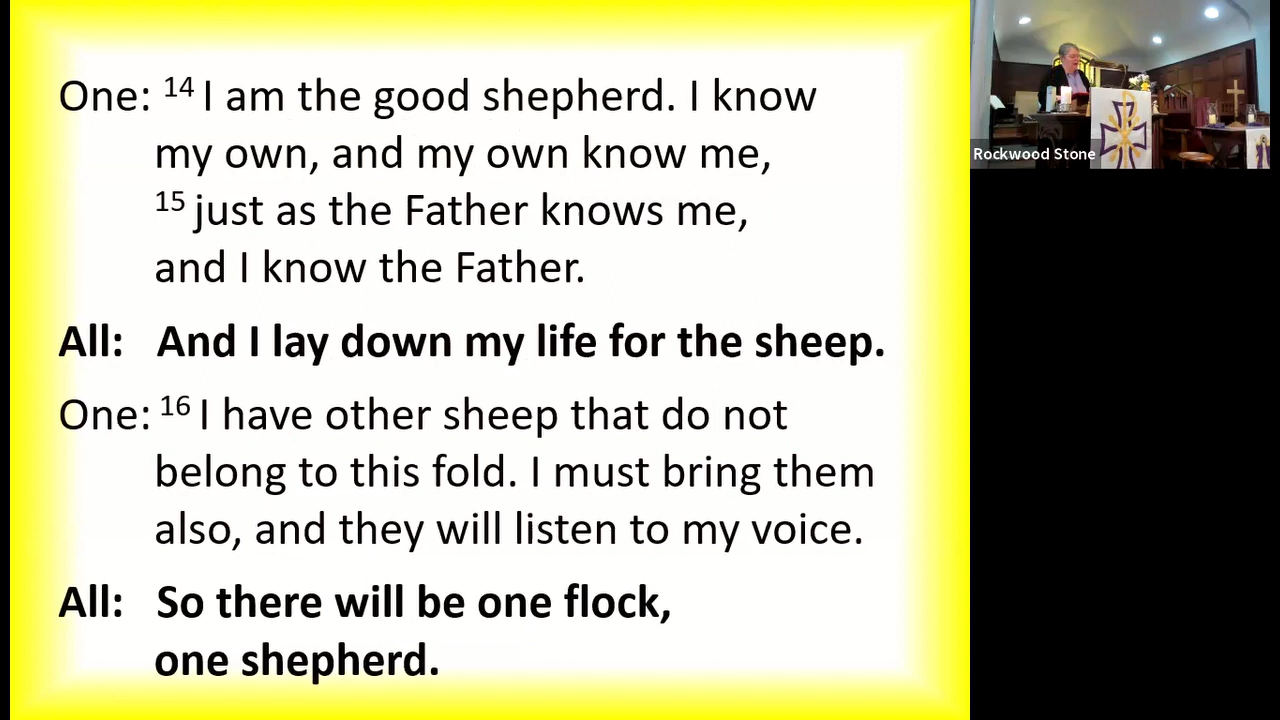 One: 14 I am the good shepherd. I know
my own, and my own know me,
15 just as the Father knows me,
and I know the Father.
All: And I lay down my life for the sheep.
One: 16 I have other sheep that do not
belong to this fold. I must bring them
also, and they will listen to my voice.
All: So there will be one flock,
one shepherd.
Rockwood Stone